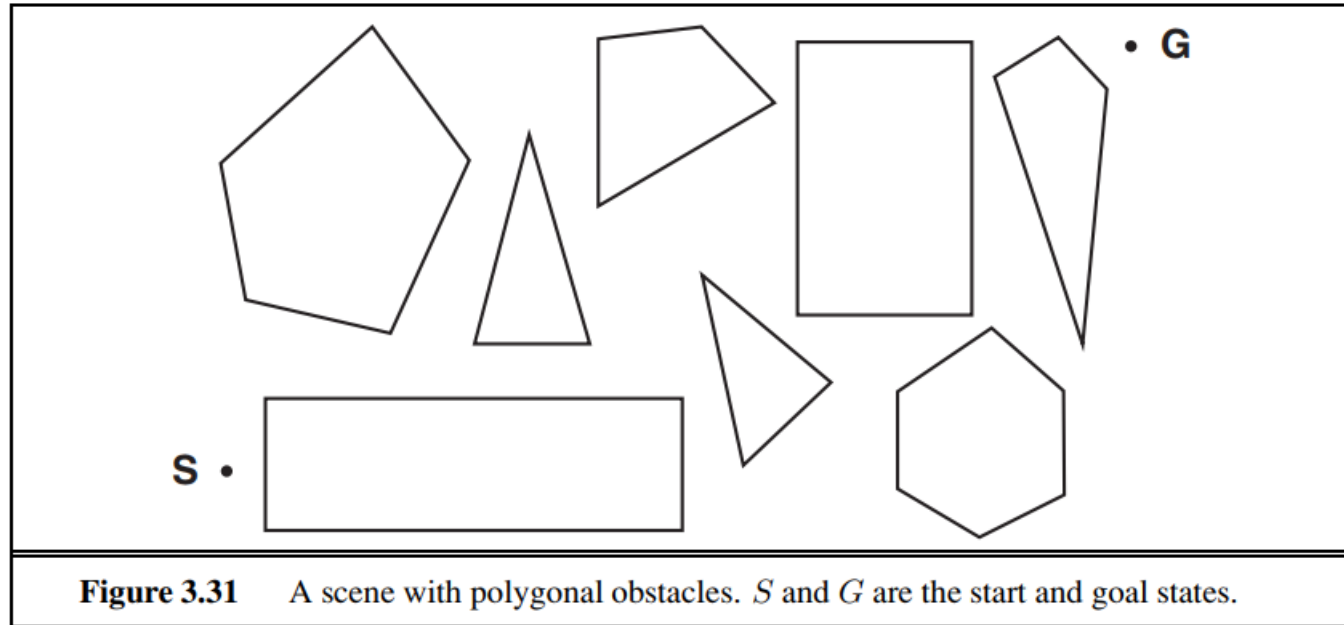 G
S
Figure 3.31 A scene with polygonal obstacles. S and G are the start and goal states.